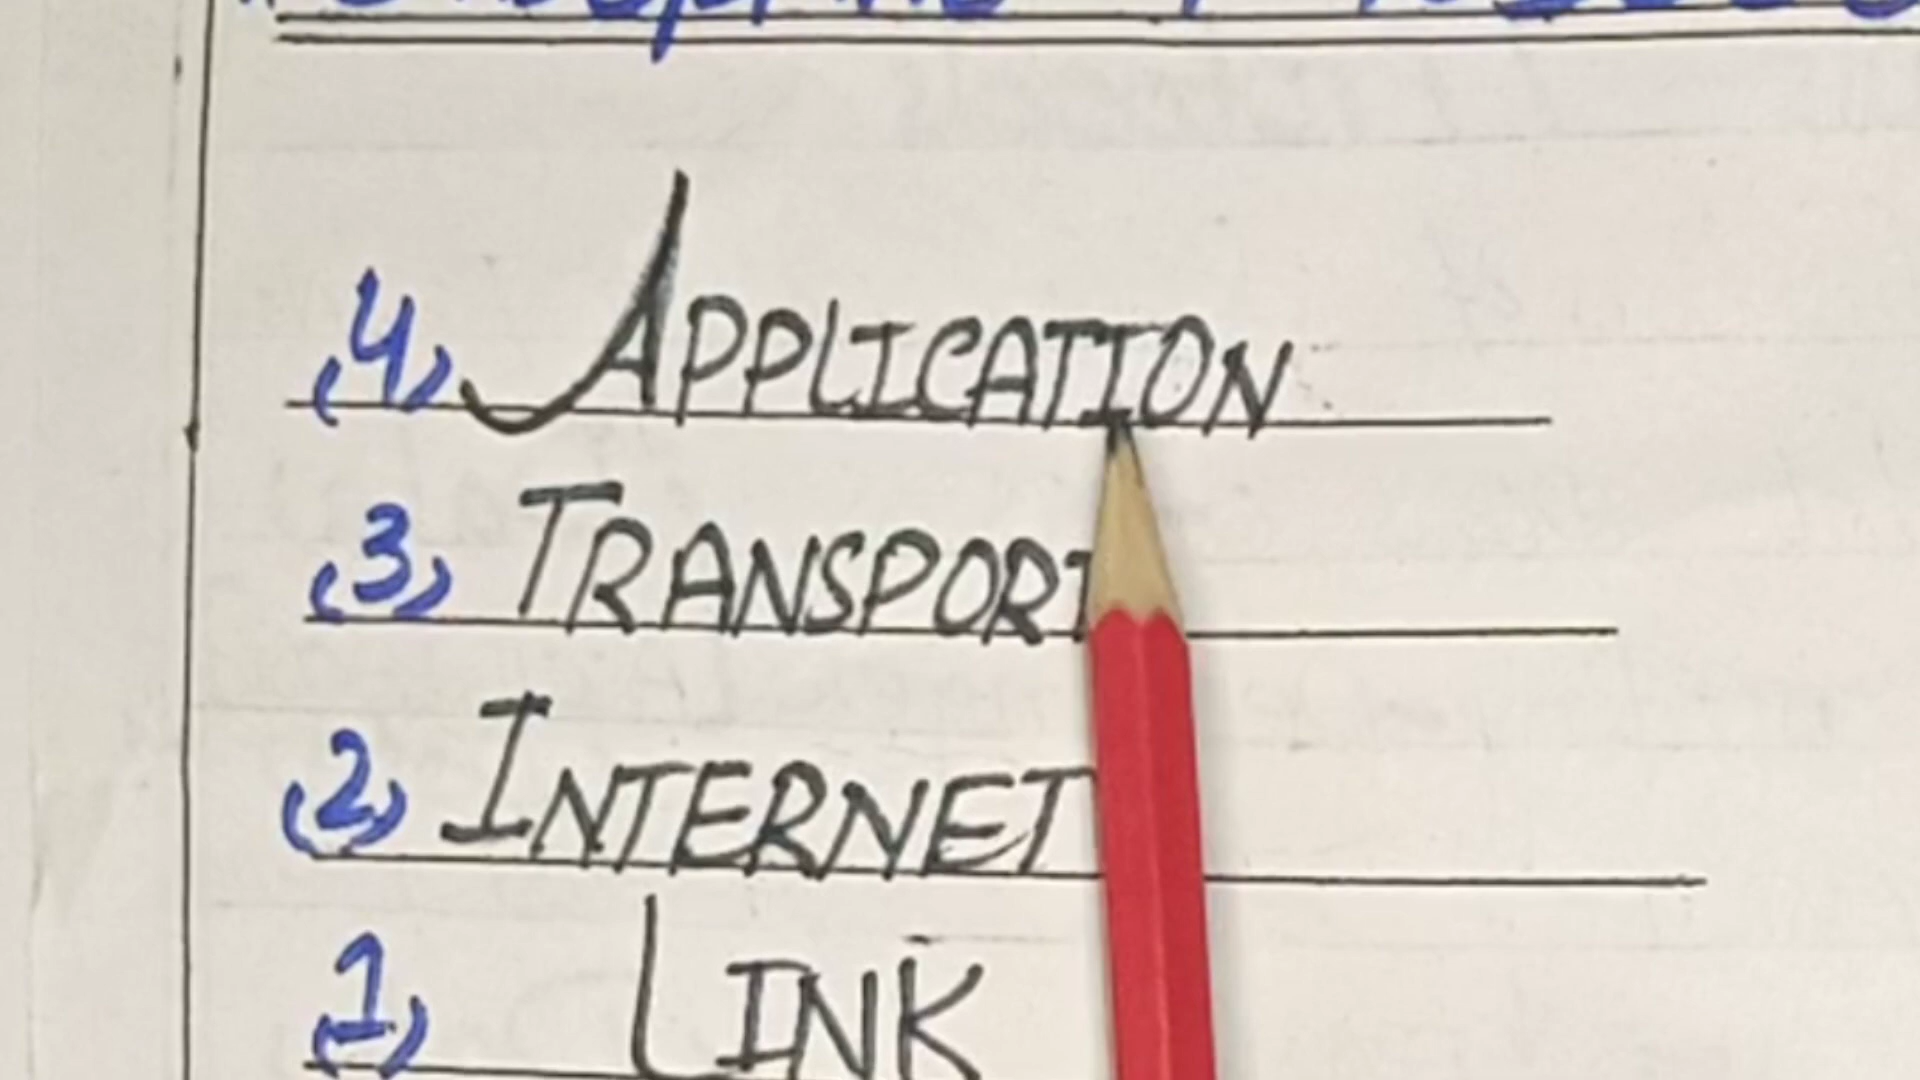 (4) APPLICATION
(3) TRANSPORT
(2) INTERNET
(1) LINK